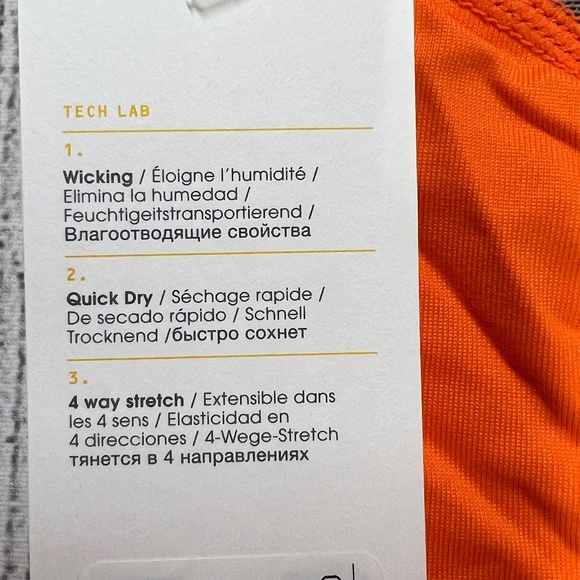 TECH LAB
1.
Wicking / Éloigne l'humidité /
Elimina la humedad /
Feuchtigeitstransportierend /
Влагоотводящие свойства
2.
Quick Dry / Séchage rapide /
De secado rápido / Schnell
Trocknend /быстро сохнет
3.
4 way stretch / Extensible dans
les 4 sens / Elasticidad en
4 direcciones / 4-Wege-Stretch
тянется в 4 направлениях